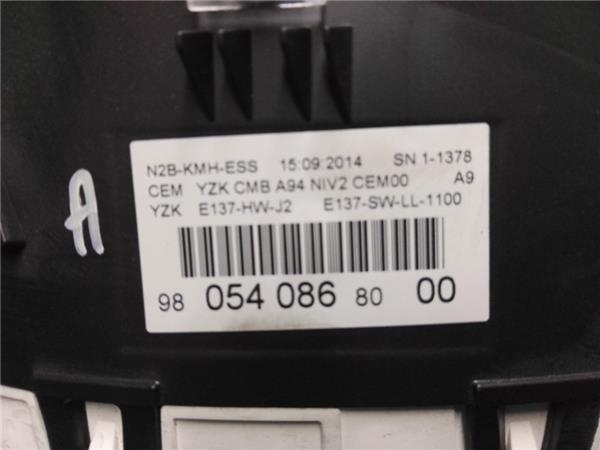 N2B-KMH-ESS 15:09:2014 SN 1-1378
CEM YZK CMB A94 NIV2 CEM00 A9
YZK E137-HW-J2 E137-SW-LL-1100
98 054 086 80 00
A